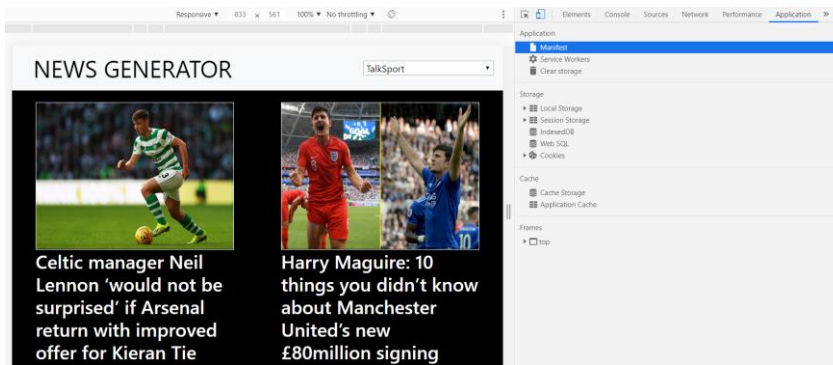 Responsive ▼ 833 × 561 100% ▼ No throttling ▼
Elements Console Sources Network Performance Application »
NEWS GENERATOR
TalkSport
Celtic manager Neil
Lennon ‘would not be
surprised’ if Arsenal
return with improved
offer for Kieran Tie
Harry Maguire: 10
things you didn’t know
about Manchester
United’s new
£80million signing
Application
Manifest
Service Workers
Clear storage
Storage
Local Storage
Session Storage
IndexedDB
Web SQL
Cookies
Cache
Cache Storage
Application Cache
Frames
top